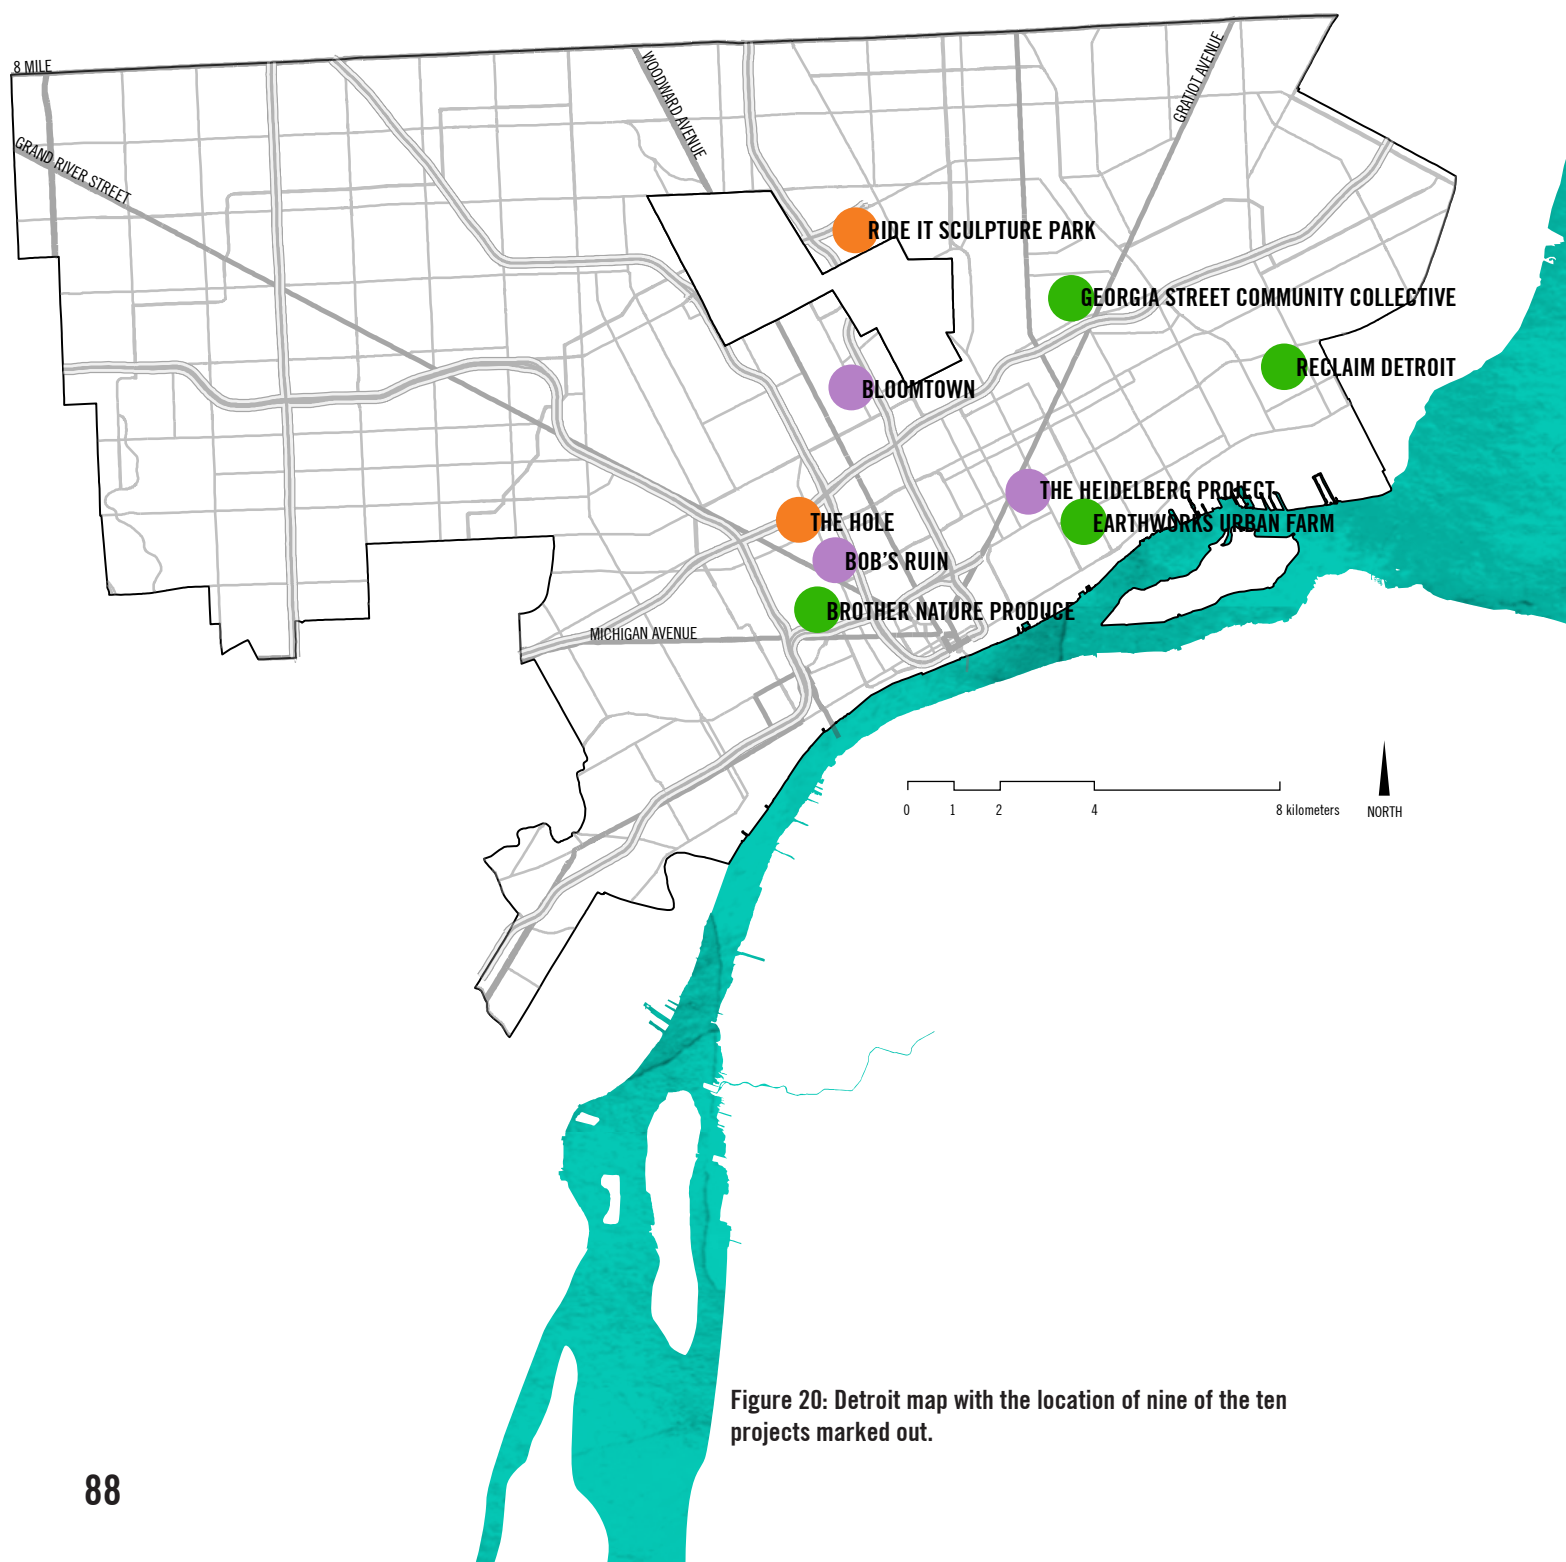 8 MILE
GRAND RIVER STREET
WOODWARD AVENUE
GRATIOT AVENUE
RIDE IT SCULPTURE PARK
GEORGIA STREET COMMUNITY COLLECTIVE
RECLAIM DETROIT
BLOOMTOWN
THE HEIDELBERG PROJECT
THE HOLE
EARTHWORKS URBAN FARM
BOB'S RUIN
BROTHER NATURE PRODUCE
MICHIGAN AVENUE
0 1 2 4 8 kilometers
NORTH
Figure 20: Detroit map with the location of nine of the ten
projects marked out.
88